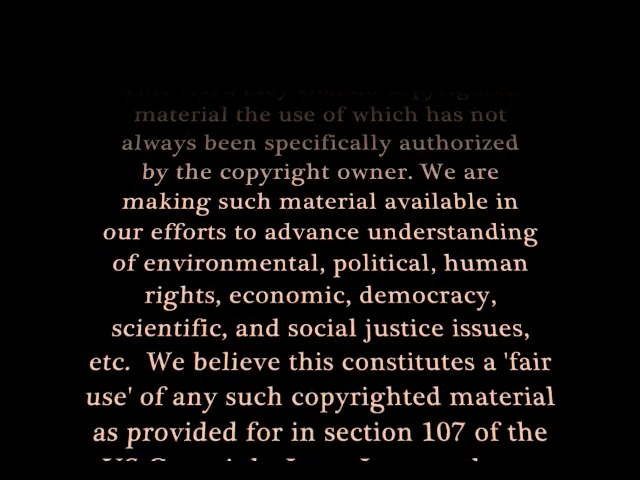 material the use of which has not
always been specifically authorized
by the copyright owner. We are
making such material available in
our efforts to advance understanding
of environmental, political, human
rights, economic, democracy,
scientific, and social justice issues,
etc.  We believe this constitutes a 'fair
use' of any such copyrighted material
as provided for in section 107 of the